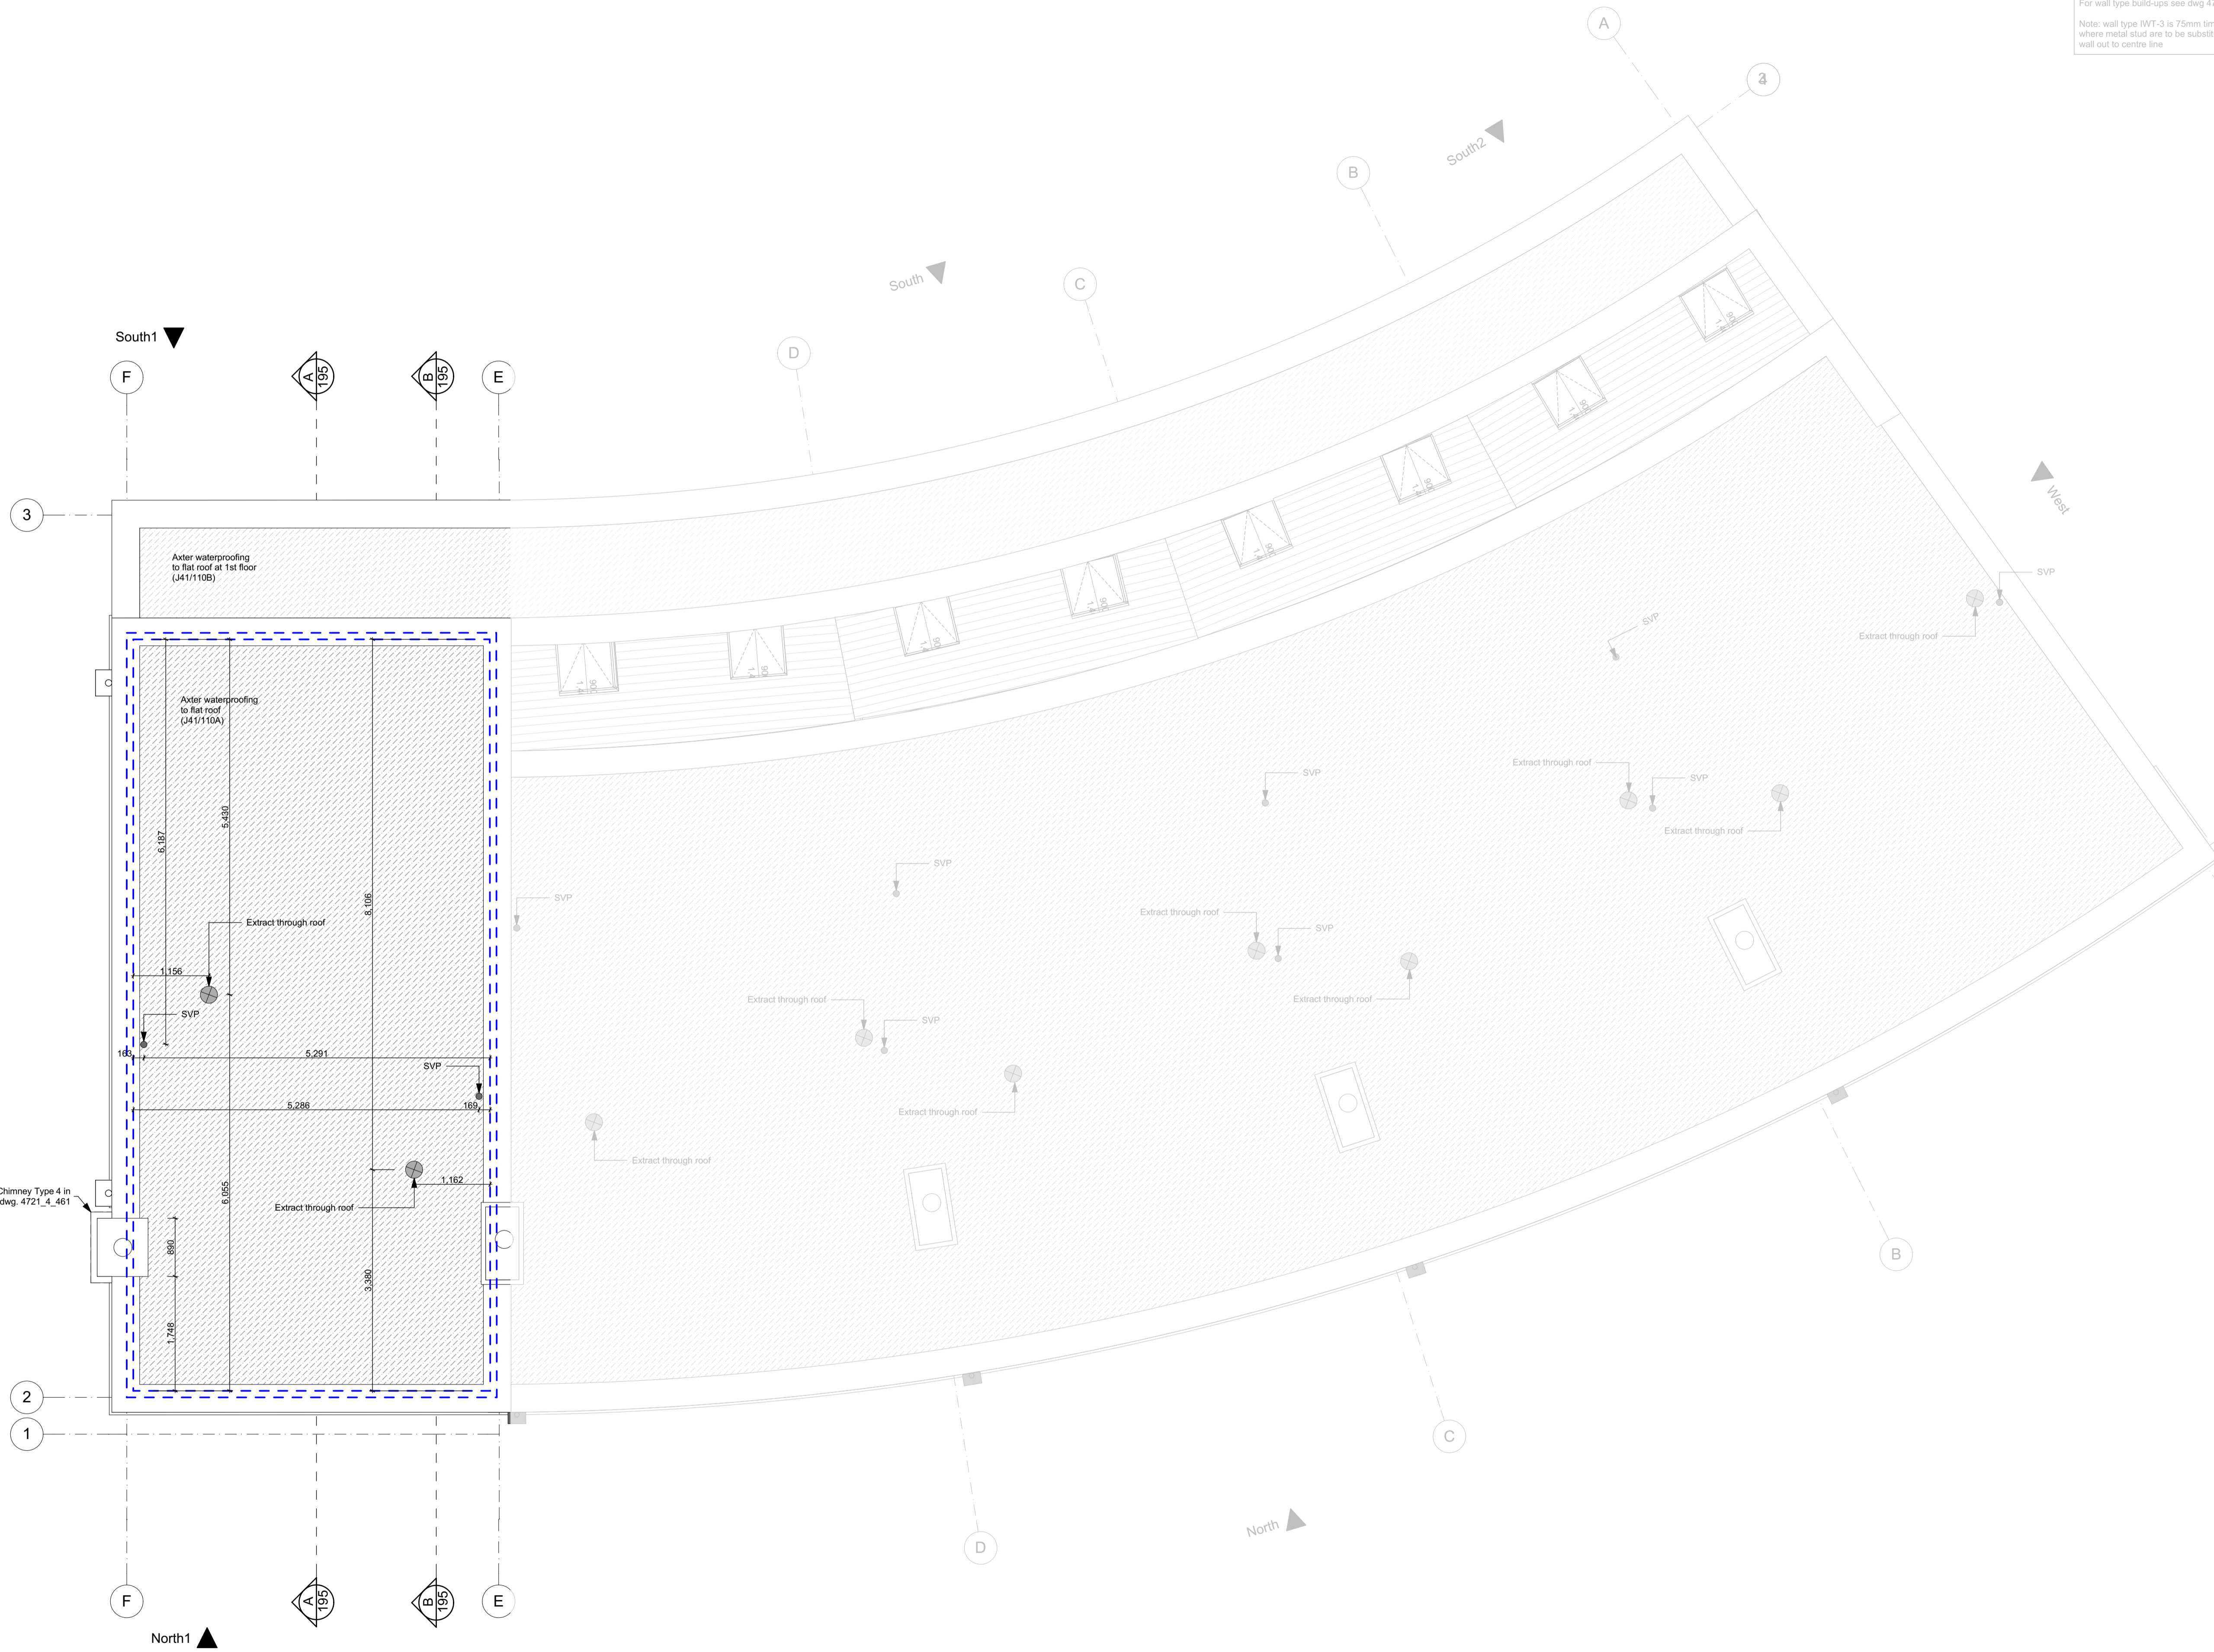 For wall type build-ups see dwg 47
Note: wall type IWT-3 is 75mm tim
where metal stud are to be substit
wall out to centre line
A
B
South2
South
C
D
South1
F
A
195
B
195
E
3
Axter waterproofing
to flat roof at 1st floor
(J41/110B)
Axter waterproofing
to flat roof
(J41/110A)
West
SVP
Extract through roof
SVP
Extract through roof
SVP
Extract through roof
SVP
SVP
SVP
Extract through roof
SVP
Extract through roof
Extract through roof
SVP
Extract through roof
Extract through roof
5,430
6,187
8,106
Extract through roof
1,156
SVP
163
5,291
SVP
5,286
169
1,162
Extract through roof
6,055
3,380
890
1,748
Chimney Type 4 in
dwg. 4721_4_461
2
1
B
C
D
North
F
A
195
B
195
E
North1